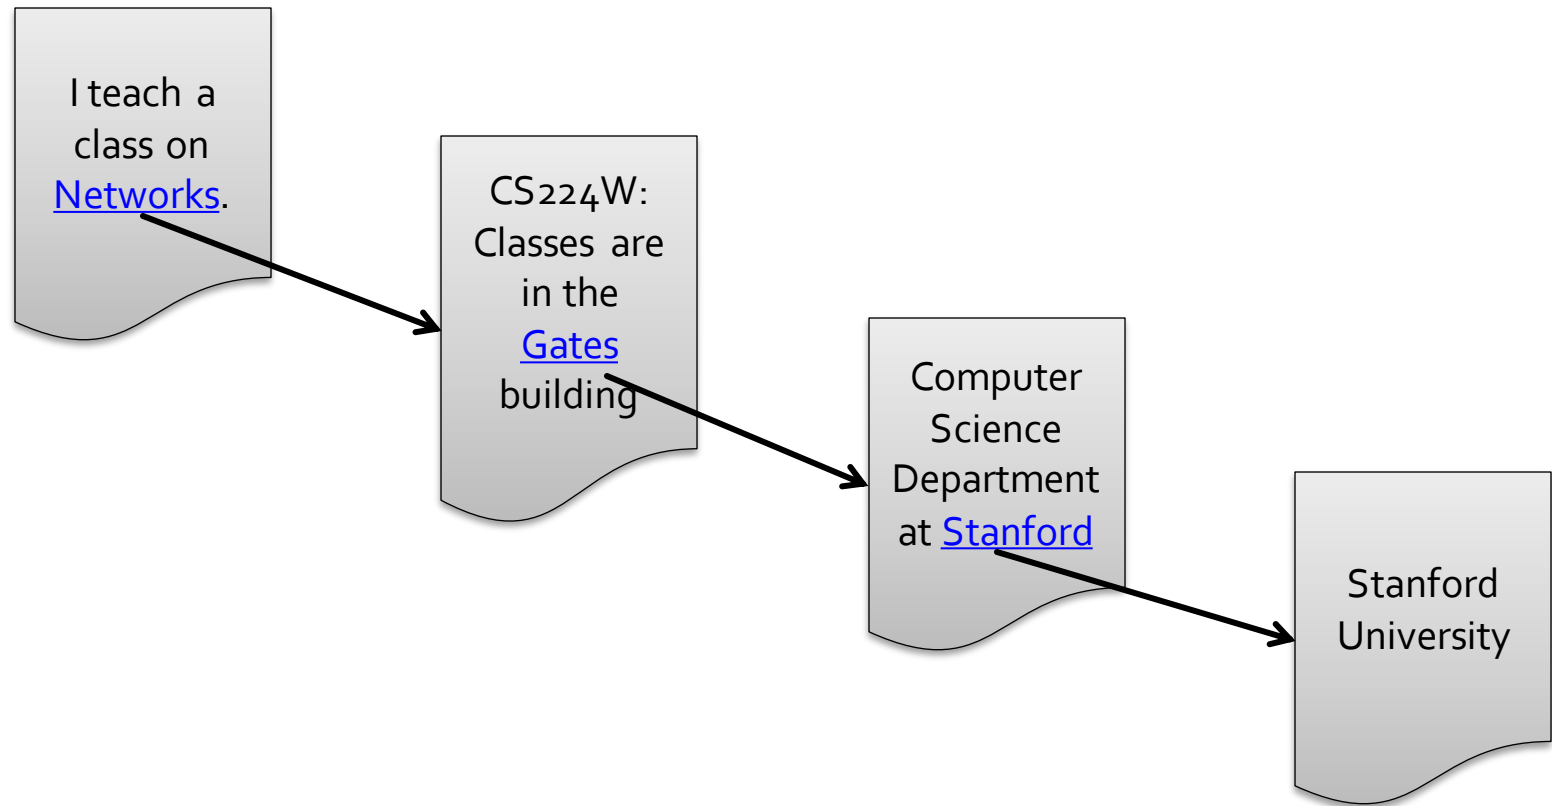 I teach a
class on
Networks.
CS224W:
Classes are
in the
Gates
building
Computer
Science
Department
at Stanford
Stanford
University